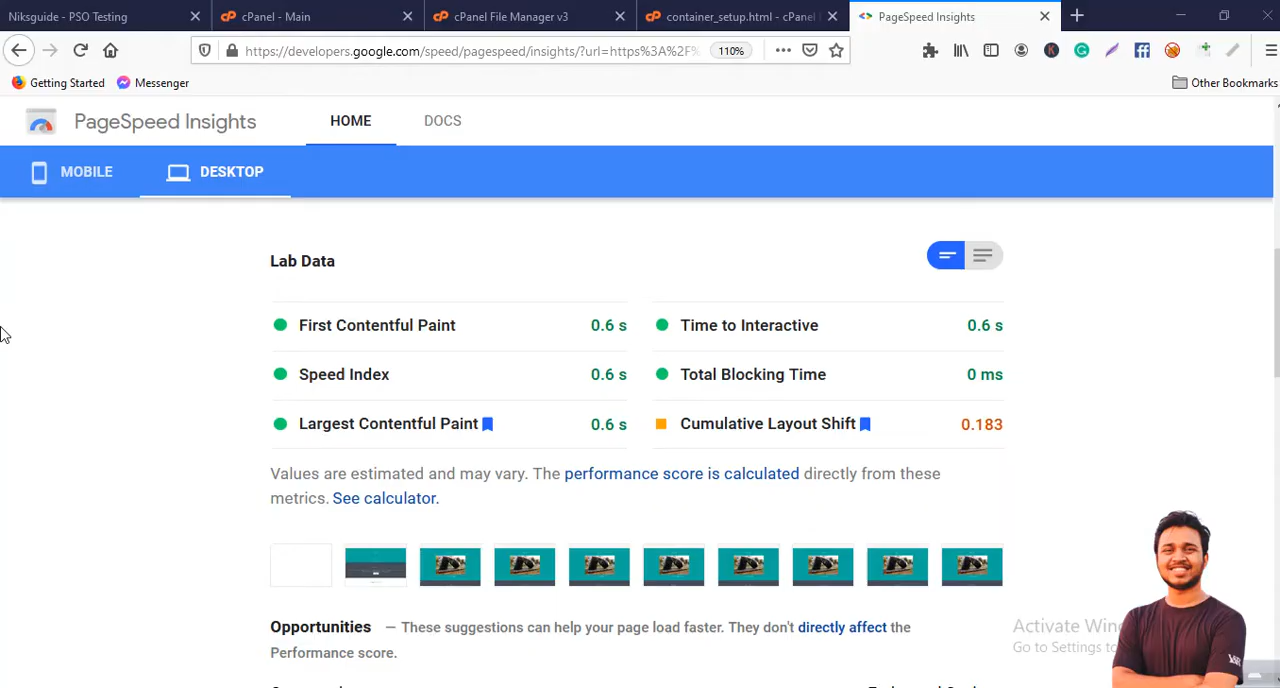 Niksguide - PSO Testing
cPanel - Main
cPanel File Manager v3
container_setup.html - cPanel
PageSpeed Insights
https://developers.google.com/speed/pagespeed/insights/?url=https%3A%2F%
110%
Getting Started
Messenger
Other Bookmarks
PageSpeed Insights
HOME
DOCS
MOBILE
DESKTOP
Lab Data
First Contentful Paint 0.6 s
Time to Interactive 0.6 s
Speed Index 0.6 s
Total Blocking Time 0 ms
Largest Contentful Paint 0.6 s
Cumulative Layout Shift 0.183
Values are estimated and may vary. The performance score is calculated directly from these
metrics. See calculator.
Opportunities — These suggestions can help your page load faster. They don't directly affect the
Performance score.
Activate Win
Go to Settings to